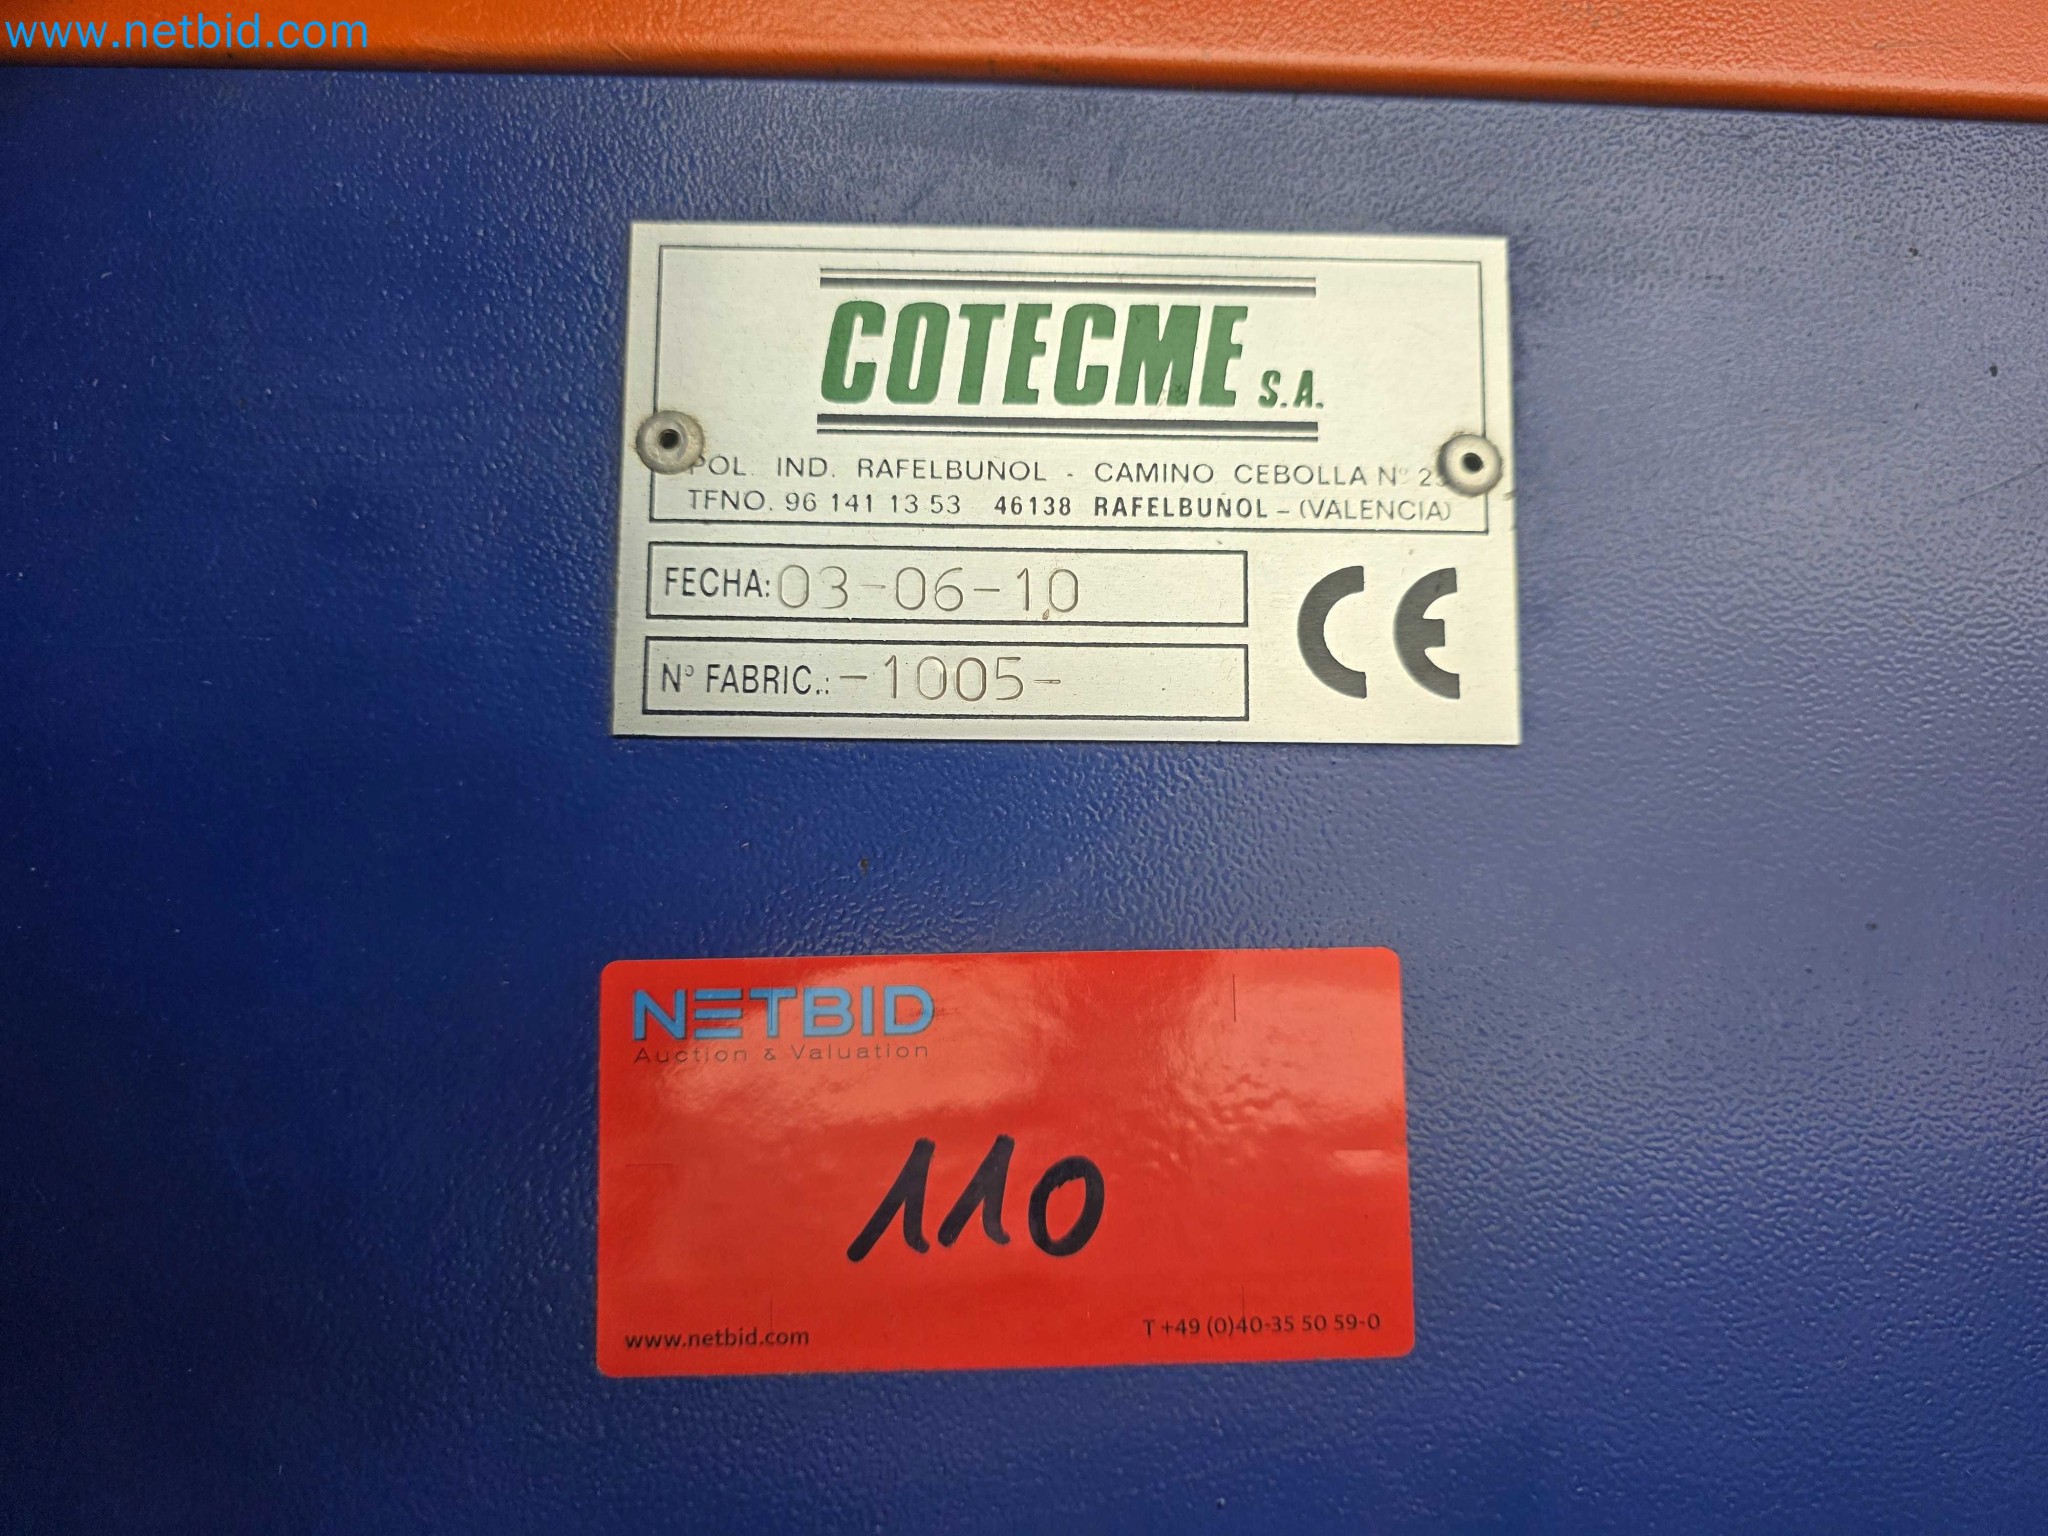 www.netbid.com
COTECME S.A.
POL. IND. RAFELBUÑOL - CAMINO CEBOLLA Nº
TFNO. 96 141 13 53 46138 RAFELBUÑOL - (VALENCIA)
FECHA: 03-06-10
Nº FABRIC.: -1005-
CE
NETBID
Auction & Valuation
110
www.netbid.com T +49 (0)40-35 50 59-0